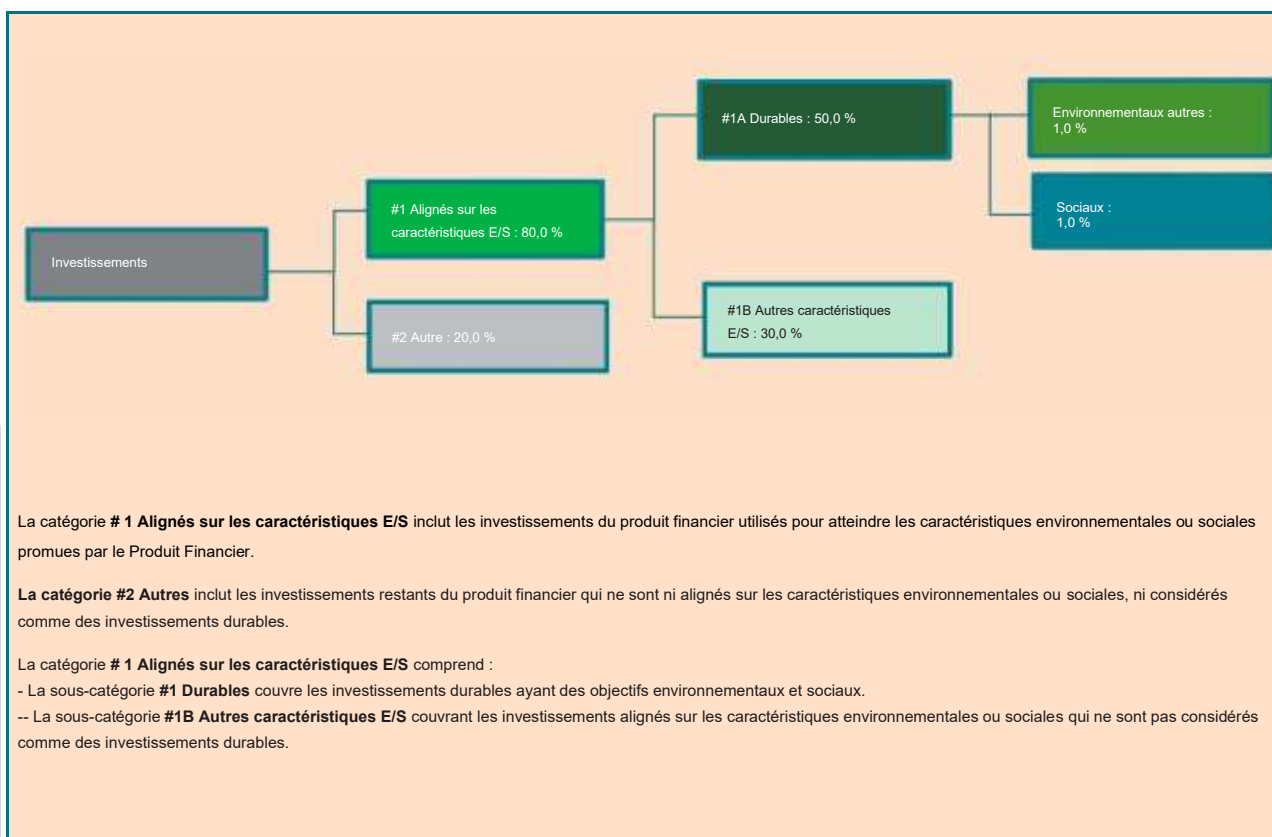 #1A Durables : 50,0 %
Environnementaux autres :
1,0 %
#1 Alignés sur les
caractéristiques E/S : 80,0 %
Sociaux :
1,0 %
Investissements
#2 Autre : 20,0 %
#1B Autres caractéristiques
E/S : 30,0 %
La catégorie # 1 Alignés sur les caractéristiques E/S inclut les investissements du produit financier utilisés pour atteindre les caractéristiques environnementales ou sociales
promues par le Produit Financier.
La catégorie #2 Autres inclut les investissements restants du produit financier qui ne sont ni alignés sur les caractéristiques environnementales ou sociales, ni considérés
comme des investissements durables.
La catégorie # 1 Alignés sur les caractéristiques E/S comprend :
- La sous-catégorie #1 Durables couvre les investissements durables ayant des objectifs environnementaux et sociaux.
-- La sous-catégorie #1B Autres caractéristiques E/S couvrant les investissements alignés sur les caractéristiques environnementales ou sociales qui ne sont pas considérés
comme des investissements durables.